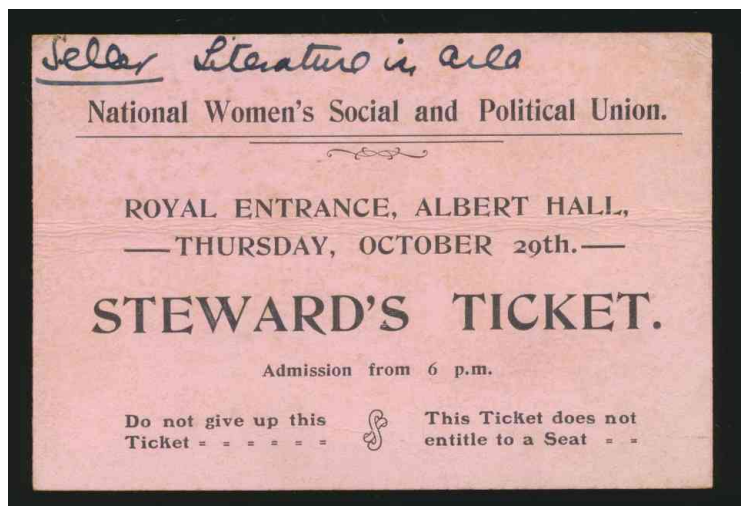 Seller Literature in area
National Women's Social and Political Union.
ROYAL ENTRANCE, ALBERT HALL,
—THURSDAY, OCTOBER 29th.—
STEWARD'S TICKET.
Admission from 6 p.m.
Do not give up this
Ticket = = = = = =
This Ticket does not
entitle to a Seat = =